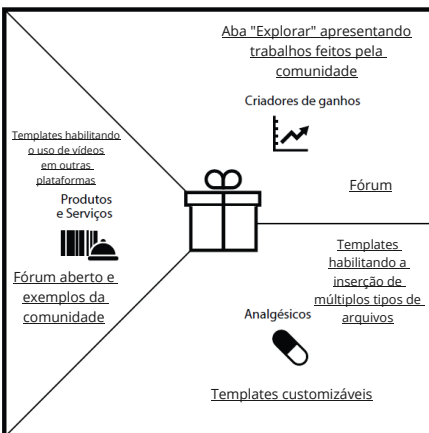 Aba "Explorar" apresentando
trabalhos feitos pela
comunidade
Criadores de ganhos
Fórum
Templates habilitando
o uso de vídeos
em outras
plataformas
Produtos
e Serviços
Fórum aberto e
exemplos da
comunidade
Templates
habilitando a
inserção de
múltiplos tipos de
arquivos
Analgésicos
Templates customizáveis